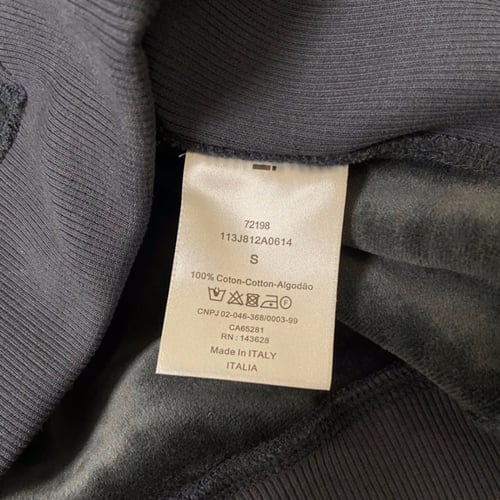 72198
113J812A0614
S
100% Coton-Cotton-Algodão
F
CNPJ 02-046-368/0003-99
CA65281
RN : 143628
Made in ITALY
ITALIA